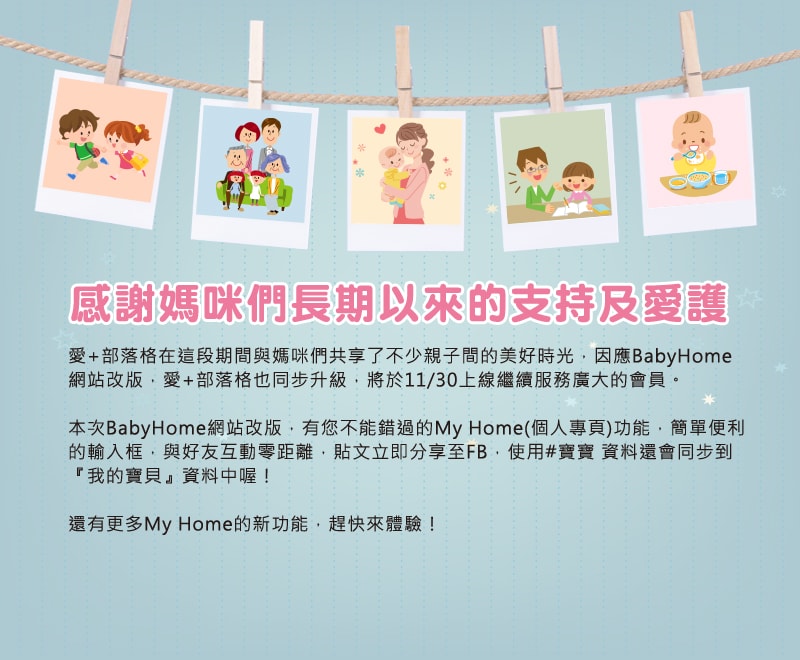 感謝媽咪們長期以來的支持及愛護
愛+部落格在這段期間與媽咪們共享了不少親子間的美好時光，因應BabyHome
網站改版，愛+部落格也同步升級，將於11/30上線繼續服務廣大的會員。
本次BabyHome網站改版，有您不能錯過的My Home(個人專頁)功能，簡單便利
的輸入框，與好友互動零距離，貼文立即分享至FB，使用#寶寶 資料還會同步到
『我的寶貝』資料中喔！
還有更多My Home的新功能，趕快來體驗！